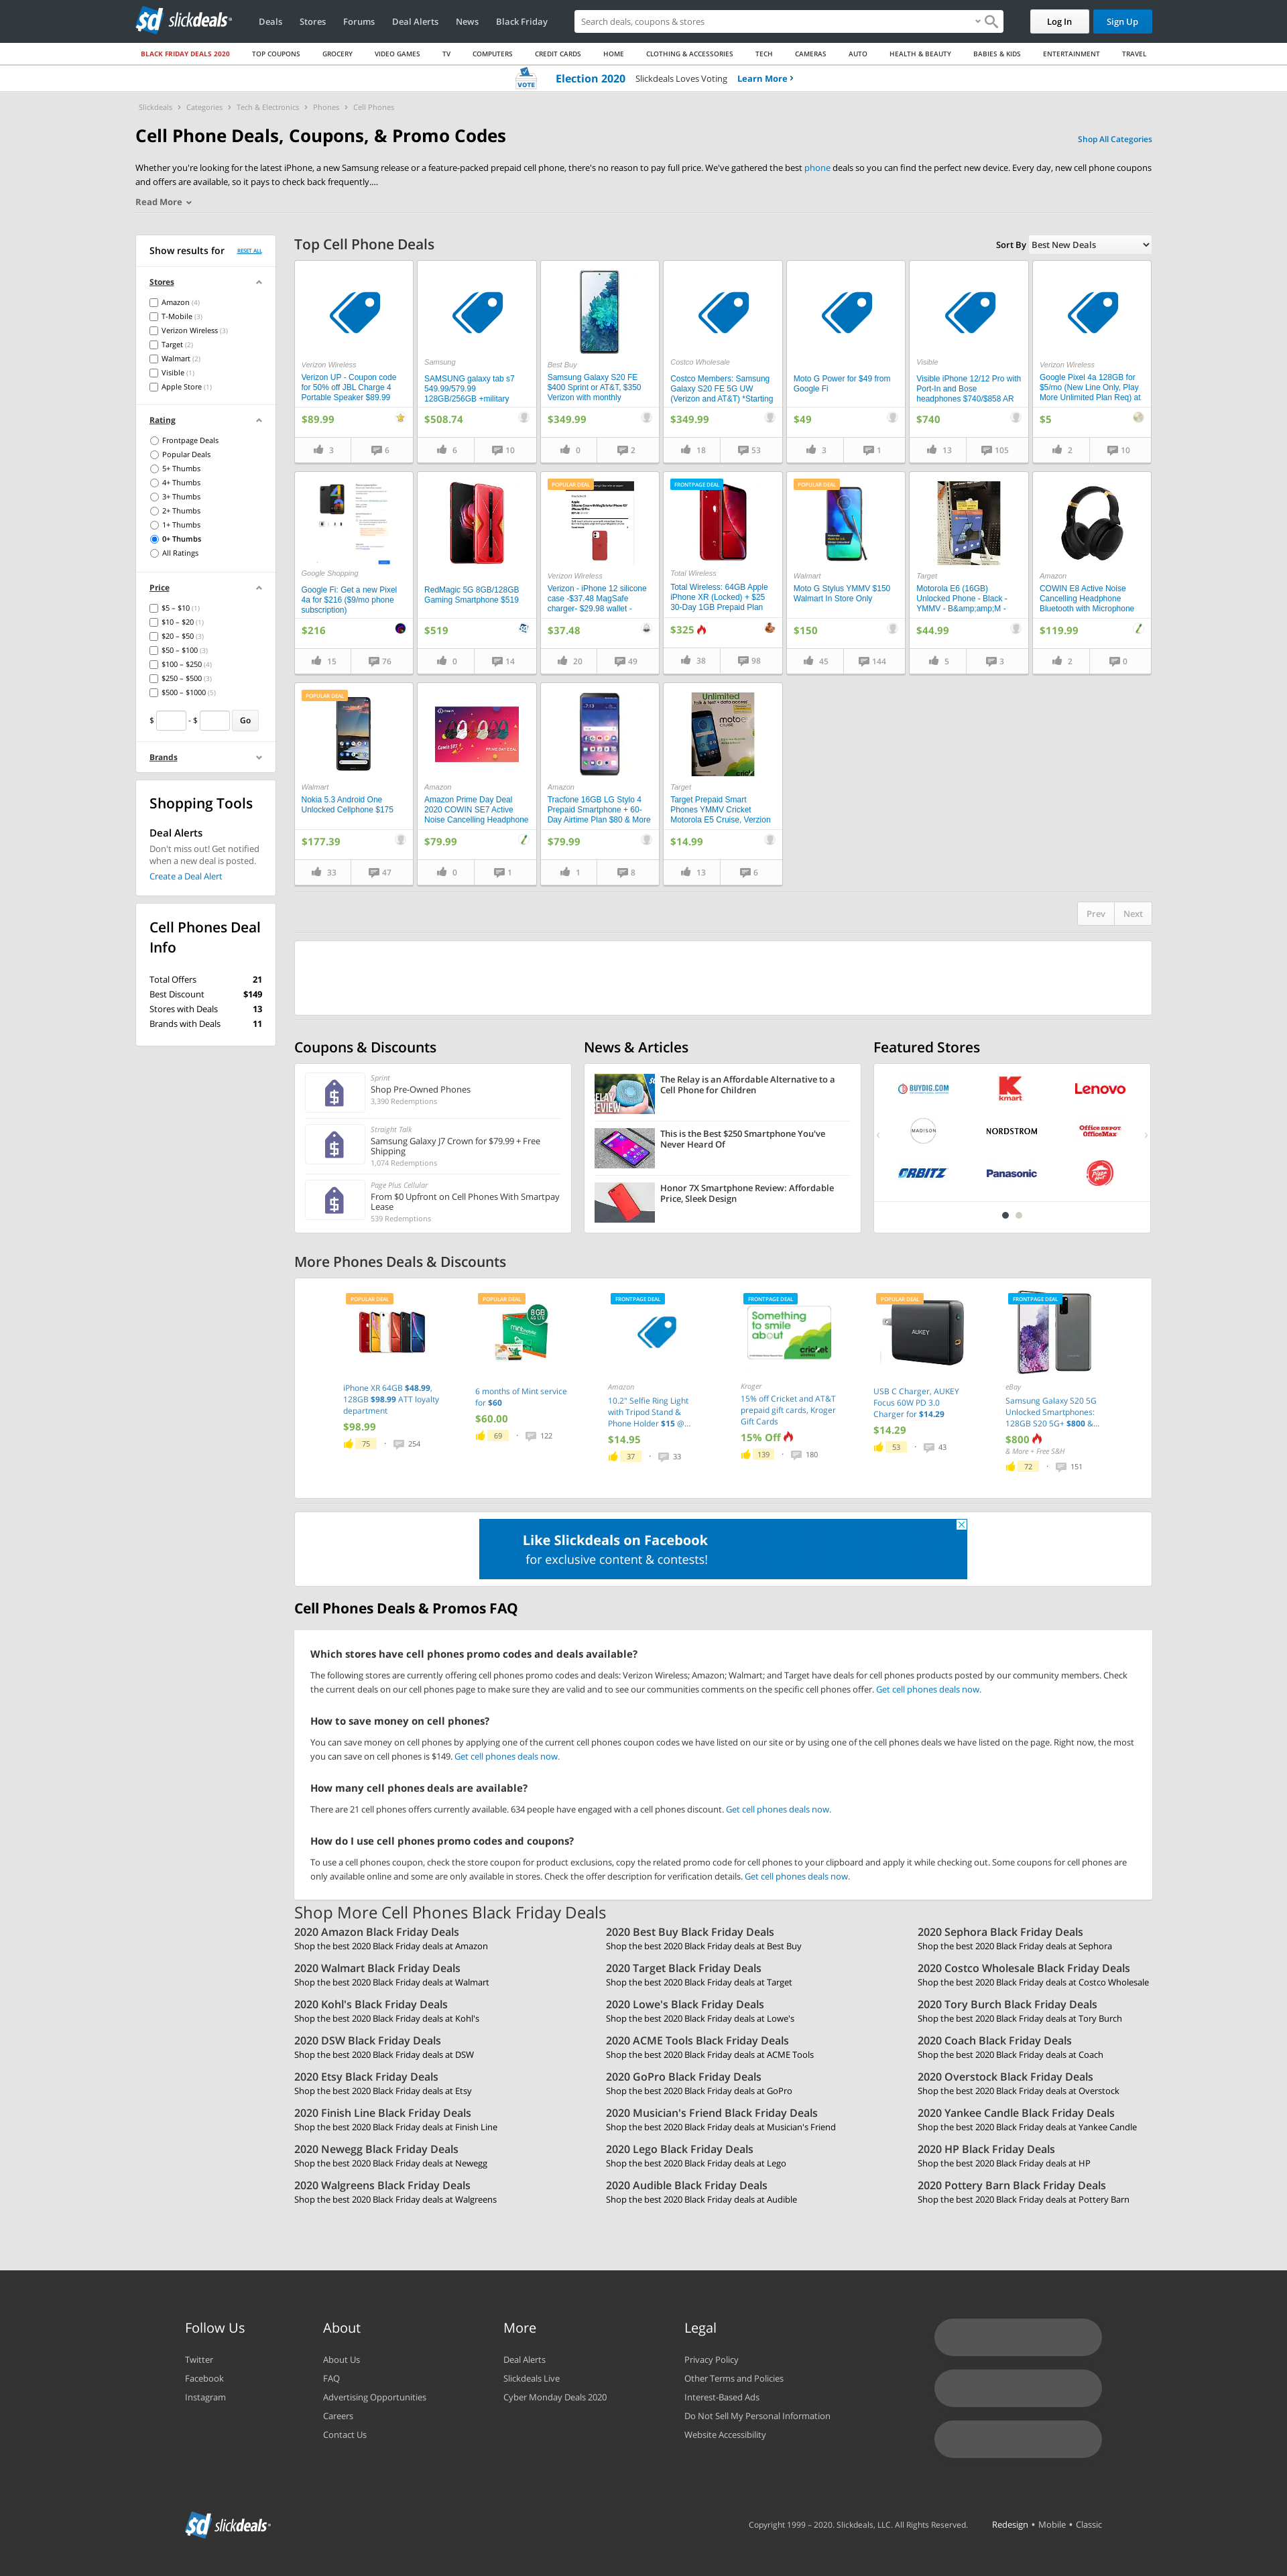 slickdeals
Deals Stores Forums Deal Alerts News Black Friday
Search deals, coupons & stores
Log In
Sign Up
BLACK FRIDAY DEALS 2020 TOP COUPONS GROCERY VIDEO GAMES TV COMPUTERS CREDIT CARDS HOME CLOTHING & ACCESSORIES TECH CAMERAS AUTO HEALTH & BEAUTY BABIES & KIDS ENTERTAINMENT TRAVEL
VOTE Election 2020 Slickdeals Loves Voting Learn More
Slickdeals > Categories > Tech & Electronics > Phones > Cell Phones
Cell Phone Deals, Coupons, & Promo Codes
Shop All Categories
Whether you're looking for the latest iPhone, a new Samsung release or a feature-packed prepaid cell phone, there's no reason to pay full price. We've gathered the best phone deals so you can find the perfect new device. Every day, new cell phone coupons
and offers are available, so it pays to check back frequently....
Read More
Show results for RESET ALL
Stores
Amazon (4)
T-Mobile (3)
Verizon Wireless (3)
Target (2)
Walmart (2)
Visible (1)
Apple Store (1)
Rating
Frontpage Deals
Popular Deals
5+ Thumbs
4+ Thumbs
3+ Thumbs
2+ Thumbs
1+ Thumbs
0+ Thumbs
All Ratings
Price
$5 – $10 (1)
$10 – $20 (1)
$20 – $50 (3)
$50 – $100 (3)
$100 – $250 (4)
$250 – $500 (3)
$500 – $1000 (5)
$ - $ Go
Brands
Shopping Tools
Deal Alerts
Don't miss out! Get notified
when a new deal is posted.
Create a Deal Alert
Cell Phones Deal
Info
Total Offers 21
Best Discount $149
Stores with Deals 13
Brands with Deals 11
Top Cell Phone Deals
Sort By Best New Deals
Verizon Wireless
Verizon UP - Coupon code
for 50% off JBL Charge 4
Portable Speaker $89.99
$89.99
3 6
Samsung
SAMSUNG galaxy tab s7
549.99/579.99
128GB/256GB +military
$508.74
6 10
Best Buy
Samsung Galaxy S20 FE
$400 Sprint or AT&T, $350
Verizon with monthly
$349.99
0 2
Costco Wholesale
Costco Members: Samsung
Galaxy S20 FE 5G UW
(Verizon and AT&T) *Starting
$349.99
18 53
Moto G Power for $49 from
Google Fi
$49
3 1
Visible
Visible iPhone 12/12 Pro with
Port-In and Bose
headphones $740/$858 AR
$740
13 105
Verizon Wireless
Google Pixel 4a 128GB for
$5/mo (New Line Only, Play
More Unlimited Plan Req) at
$5
2 10
Google Shopping
Google Fi: Get a new Pixel
4a for $216 ($9/mo phone
subscription)
$216
15 76
RedMagic 5G 8GB/128GB
Gaming Smartphone $519
$519
0 14
POPULAR DEAL
Verizon Wireless
Verizon - iPhone 12 silicone
case -$37.48 MagSafe
charger- $29.98 wallet -
$37.48
20 49
FRONTPAGE DEAL
Total Wireless
Total Wireless: 64GB Apple
iPhone XR (Locked) + $25
30-Day 1GB Prepaid Plan
$325
38 98
POPULAR DEAL
Walmart
Moto G Stylus YMMV $150
Walmart In Store Only
$150
45 144
Target
Motorola E6 (16GB)
Unlocked Phone - Black -
YMMV - B&amp;amp;M -
$44.99
5 3
Amazon
COWIN E8 Active Noise
Cancelling Headphone
Bluetooth with Microphone
$119.99
2 0
POPULAR DEAL
Walmart
Nokia 5.3 Android One
Unlocked Cellphone $175
$177.39
33 47
Amazon
Amazon Prime Day Deal
2020 COWIN SE7 Active
Noise Cancelling Headphone
$79.99
0 1
Amazon
Tracfone 16GB LG Stylo 4
Prepaid Smartphone + 60-
Day Airtime Plan $80 & More
$79.99
1 8
Unlimited
Target
Target Prepaid Smart
Phones YMMV Cricket
Motorola E5 Cruise, Verzion
$14.99
13 6
Prev Next
Coupons & Discounts
Sprint
Shop Pre-Owned Phones
3,390 Redemptions
Straight Talk
Samsung Galaxy J7 Crown for $79.99 + Free
Shipping
1,074 Redemptions
Page Plus Cellular
From $0 Upfront on Cell Phones With Smartpay
Lease
539 Redemptions
News & Articles
The Relay is an Affordable Alternative to a
Cell Phone for Children
This is the Best $250 Smartphone You've
Never Heard Of
Honor 7X Smartphone Review: Affordable
Price, Sleek Design
Featured Stores
BUYDIG.COM
kmart
Lenovo
MADISON
NORDSTROM
Office DEPOT
OfficeMax
ORBITZ
Panasonic
More Phones Deals & Discounts
POPULAR DEAL
iPhone XR 64GB $48.99,
128GB $98.99 ATT loyalty
department
$98.99
75 · 254
POPULAR DEAL
6 months of Mint service
for $60
$60.00
69 · 122
FRONTPAGE DEAL
Amazon
10.2" Selfie Ring Light
with Tripod Stand &
Phone Holder $15 @...
$14.95
37 · 33
FRONTPAGE DEAL
Something
to smile
about
cricket
Kroger
15% off Cricket and AT&T
prepaid gift cards, Kroger
Gift Cards
15% Off
139 · 180
POPULAR DEAL
AUKEY
USB C Charger, AUKEY
Focus 60W PD 3.0
Charger for $14.29
$14.29
53 · 43
FRONTPAGE DEAL
eBay
Samsung Galaxy S20 5G
Unlocked Smartphones:
128GB S20 5G+ $800 &...
$800
& More + Free S&H
72 · 151
Like Slickdeals on Facebook
for exclusive content & contests!
Cell Phones Deals & Promos FAQ
Which stores have cell phones promo codes and deals available?
The following stores are currently offering cell phones promo codes and deals: Verizon Wireless; Amazon; Walmart; and Target have deals for cell phones products posted by our community members. Check
the current deals on our cell phones page to make sure they are valid and to see our communities comments on the specific cell phones offer. Get cell phones deals now.
How to save money on cell phones?
You can save money on cell phones by applying one of the current cell phones coupon codes we have listed on our site or by using one of the cell phones deals we have listed on the page. Right now, the most
you can save on cell phones is $149. Get cell phones deals now.
How many cell phones deals are available?
There are 21 cell phones offers currently available. 634 people have engaged with a cell phones discount. Get cell phones deals now.
How do I use cell phones promo codes and coupons?
To use a cell phones coupon, check the store coupon for product exclusions, copy the related promo code for cell phones to your clipboard and apply it while checking out. Some coupons for cell phones are
only available online and some are only available in stores. Check the offer description for verification details. Get cell phones deals now.
Shop More Cell Phones Black Friday Deals
2020 Amazon Black Friday Deals
Shop the best 2020 Black Friday deals at Amazon
2020 Best Buy Black Friday Deals
Shop the best 2020 Black Friday deals at Best Buy
2020 Sephora Black Friday Deals
Shop the best 2020 Black Friday deals at Sephora
2020 Walmart Black Friday Deals
Shop the best 2020 Black Friday deals at Walmart
2020 Target Black Friday Deals
Shop the best 2020 Black Friday deals at Target
2020 Costco Wholesale Black Friday Deals
Shop the best 2020 Black Friday deals at Costco Wholesale
2020 Kohl's Black Friday Deals
Shop the best 2020 Black Friday deals at Kohl's
2020 Lowe's Black Friday Deals
Shop the best 2020 Black Friday deals at Lowe's
2020 Tory Burch Black Friday Deals
Shop the best 2020 Black Friday deals at Tory Burch
2020 DSW Black Friday Deals
Shop the best 2020 Black Friday deals at DSW
2020 ACME Tools Black Friday Deals
Shop the best 2020 Black Friday deals at ACME Tools
2020 Coach Black Friday Deals
Shop the best 2020 Black Friday deals at Coach
2020 Etsy Black Friday Deals
Shop the best 2020 Black Friday deals at Etsy
2020 GoPro Black Friday Deals
Shop the best 2020 Black Friday deals at GoPro
2020 Overstock Black Friday Deals
Shop the best 2020 Black Friday deals at Overstock
2020 Finish Line Black Friday Deals
Shop the best 2020 Black Friday deals at Finish Line
2020 Musician's Friend Black Friday Deals
Shop the best 2020 Black Friday deals at Musician's Friend
2020 Yankee Candle Black Friday Deals
Shop the best 2020 Black Friday deals at Yankee Candle
2020 Newegg Black Friday Deals
Shop the best 2020 Black Friday deals at Newegg
2020 Lego Black Friday Deals
Shop the best 2020 Black Friday deals at Lego
2020 HP Black Friday Deals
Shop the best 2020 Black Friday deals at HP
2020 Walgreens Black Friday Deals
Shop the best 2020 Black Friday deals at Walgreens
2020 Audible Black Friday Deals
Shop the best 2020 Black Friday deals at Audible
2020 Pottery Barn Black Friday Deals
Shop the best 2020 Black Friday deals at Pottery Barn
Follow Us
Twitter
Facebook
Instagram
About
About Us
FAQ
Advertising Opportunities
Careers
Contact Us
More
Deal Alerts
Slickdeals Live
Cyber Monday Deals 2020
Legal
Privacy Policy
Other Terms and Policies
Interest-Based Ads
Do Not Sell My Personal Information
Website Accessibility
slickdeals
Copyright 1999 – 2020. Slickdeals, LLC. All Rights Reserved.
Redesign • Mobile • Classic